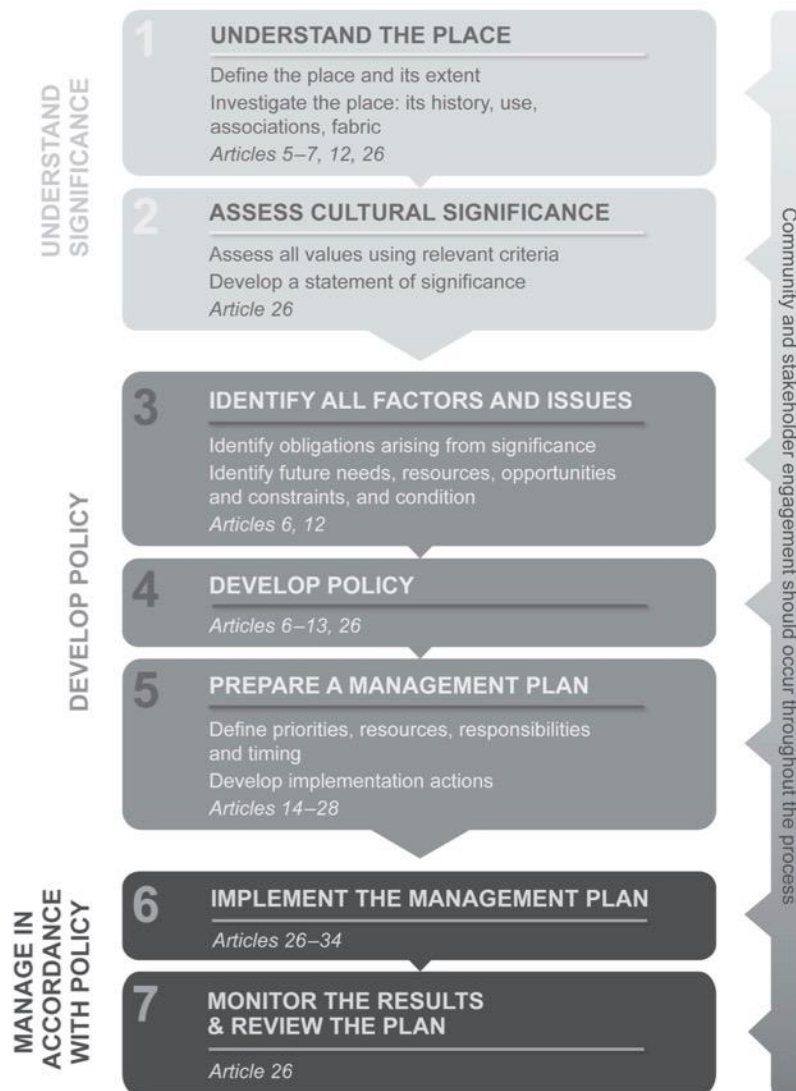 UNDERSTAND
SIGNIFICANCE
1
UNDERSTAND THE PLACE
Define the place and its extent
Investigate the place: its history, use,
associations, fabric
Articles 5–7, 12, 26
2
ASSESS CULTURAL SIGNIFICANCE
Assess all values using relevant criteria
Develop a statement of significance
Article 26
DEVELOP POLICY
3
IDENTIFY ALL FACTORS AND ISSUES
Identify obligations arising from significance
Identify future needs, resources, opportunities
and constraints, and condition
Articles 6, 12
4
DEVELOP POLICY
Articles 6–13, 26
5
PREPARE A MANAGEMENT PLAN
Define priorities, resources, responsibilities
and timing
Develop implementation actions
Articles 14–28
MANAGE IN
ACCORDANCE
WITH POLICY
6
IMPLEMENT THE MANAGEMENT PLAN
Articles 26–34
7
MONITOR THE RESULTS
& REVIEW THE PLAN
Article 26
Community and stakeholder engagement should occur throughout the process